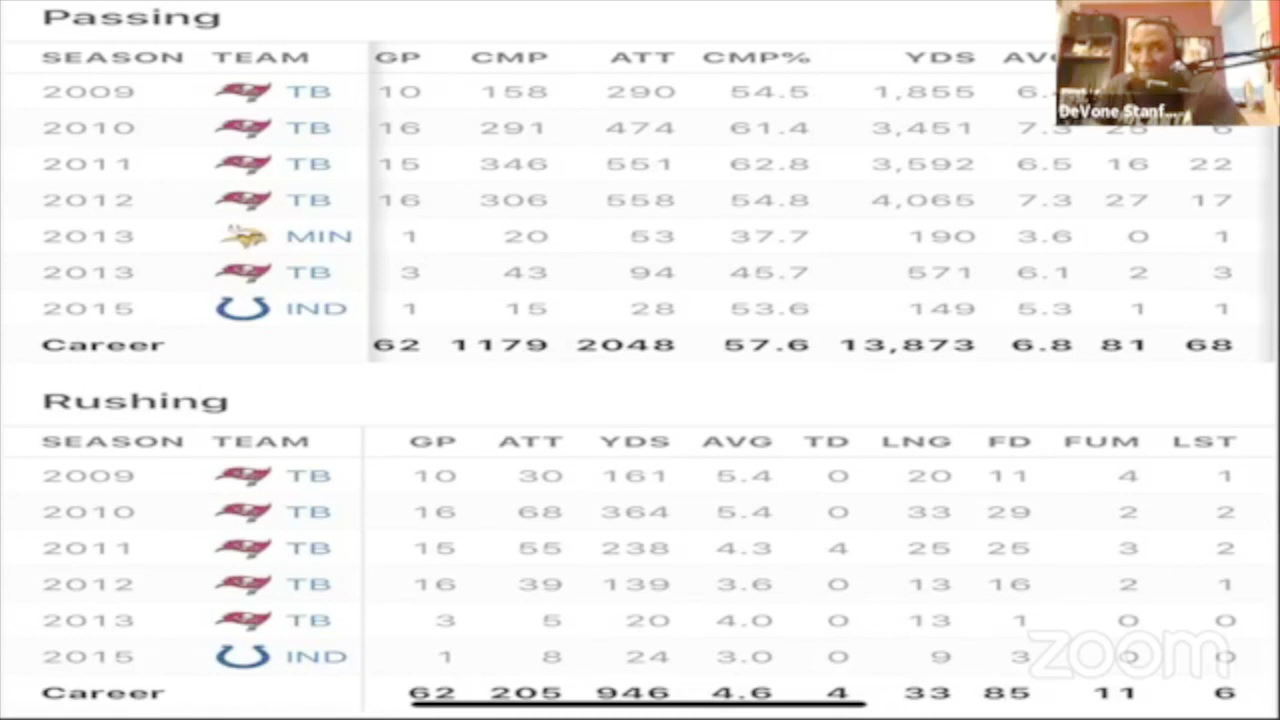 Passing
SEASON TEAM GP CMP ATT CMP% YDS
2009 TB 10 158 290 54.5 1,855
DeVone Stanf...
2010 TB 16 291 474 61.4 3,451 7.3
2011 TB 15 346 551 62.8 3,592 6.5 16 22
2012 TB 16 306 558 54.8 4,065 7.3 27 17
2013 MIN 1 20 53 37.7 190 3.6 0 1
2013 TB 3 43 94 45.7 571 6.1 2 3
2015 IND 1 15 28 53.6 149 5.3 1 1
Career 62 1179 2048 57.6 13,873 6.8 81 68
Rushing
SEASON TEAM GP ATT YDS AVG TD LNG FD FUM LST
2009 TB 10 30 161 5.4 0 20 11 4 1
2010 TB 16 68 364 5.4 0 33 29 2 2
2011 TB 15 55 238 4.3 4 25 25 3 2
2012 TB 16 39 139 3.6 0 13 16 2 1
2013 TB 3 5 20 4.0 0 13 1 0 0
2015 IND 1 8 24 3.0 0 9 3 0 0
zoom
Career 62 205 946 4.6 4 33 85 11 6